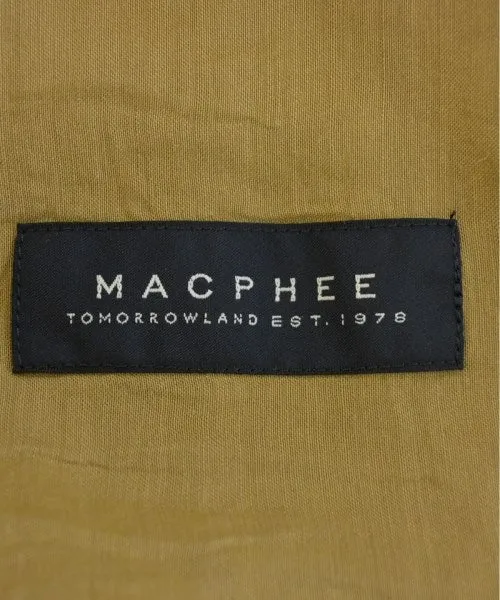 MACPHEE
TOMORROWLAND EST. 1978